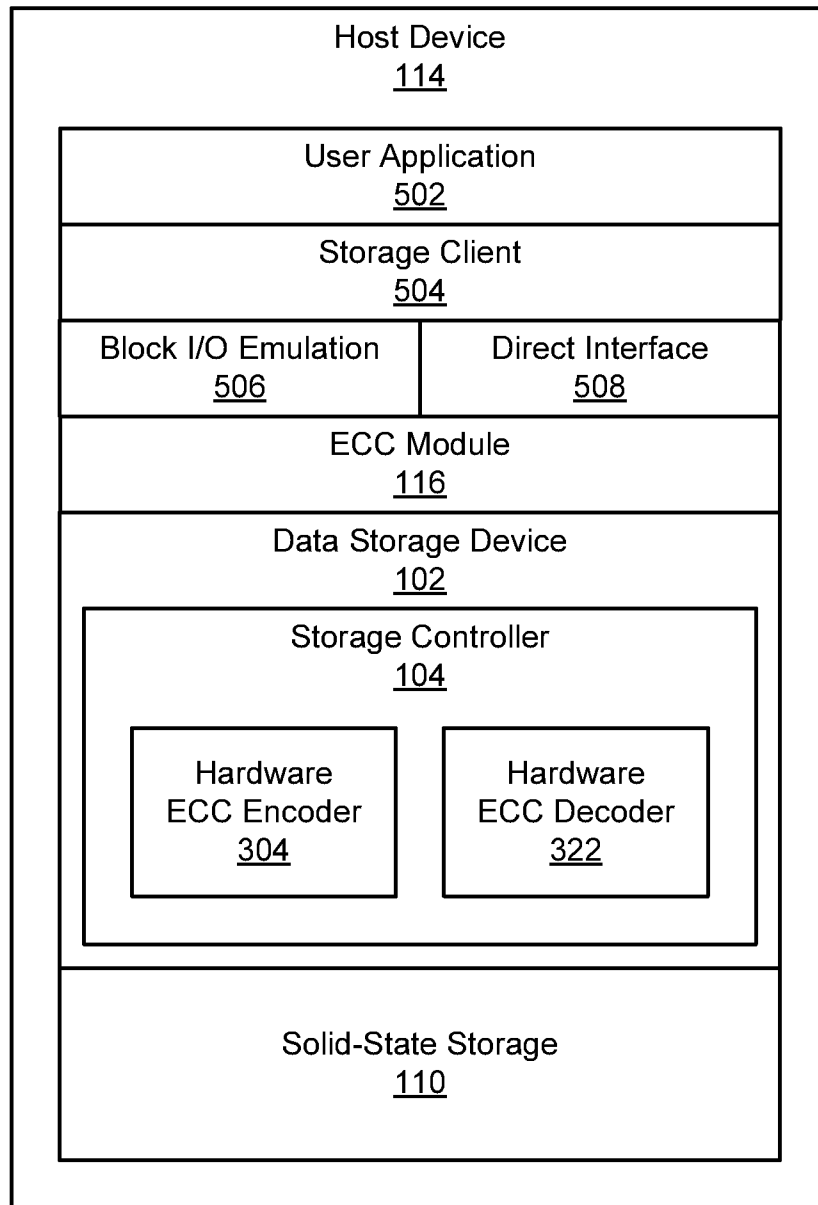 Host Device
114
User Application
502
Storage Client
504
Block I/O Emulation
506
Direct Interface
508
ECC Module
116
Data Storage Device
102
Storage Controller
104
Hardware
ECC Encoder
304
Hardware
ECC Decoder
322
Solid-State Storage
110